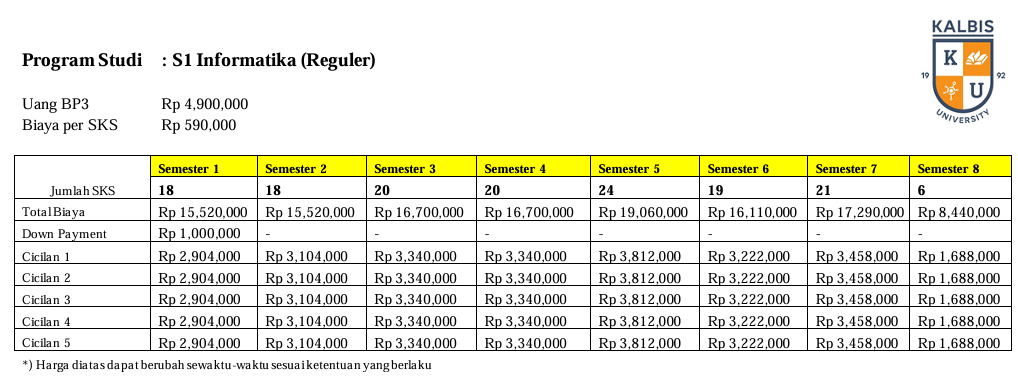 KALBIS
K
19 92
U
UNIVERSITY
Program Studi : S1 Informatika (Reguler)
Uang BP3 Rp 4,900,000
Biaya per SKS Rp 590,000
Semester 1 Semester 2 Semester 3 Semester 4 Semester 5 Semester 6 Semester 7 Semester 8
Jumlah SKS 18 18 20 20 24 19 21 6
Total Biaya Rp 15,520,000 Rp 15,520,000 Rp 16,700,000 Rp 16,700,000 Rp 19,060,000 Rp 16,110,000 Rp 17,290,000 Rp 8,440,000
Down Payment Rp 1,000,000 - - - - - - -
Cicilan 1 Rp 2,904,000 Rp 3,104,000 Rp 3,340,000 Rp 3,340,000 Rp 3,812,000 Rp 3,222,000 Rp 3,458,000 Rp 1,688,000
Cicilan 2 Rp 2,904,000 Rp 3,104,000 Rp 3,340,000 Rp 3,340,000 Rp 3,812,000 Rp 3,222,000 Rp 3,458,000 Rp 1,688,000
Cicilan 3 Rp 2,904,000 Rp 3,104,000 Rp 3,340,000 Rp 3,340,000 Rp 3,812,000 Rp 3,222,000 Rp 3,458,000 Rp 1,688,000
Cicilan 4 Rp 2,904,000 Rp 3,104,000 Rp 3,340,000 Rp 3,340,000 Rp 3,812,000 Rp 3,222,000 Rp 3,458,000 Rp 1,688,000
Cicilan 5 Rp 2,904,000 Rp 3,104,000 Rp 3,340,000 Rp 3,340,000 Rp 3,812,000 Rp 3,222,000 Rp 3,458,000 Rp 1,688,000
*) Harga diatas dapat berubah sewaktu-waktu sesuai ketentuan yang berlaku